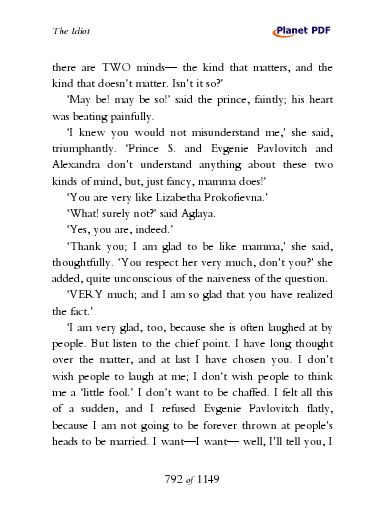 The Idiot
Planet PDF
there are TWO minds— the kind that matters, and the
kind that doesn't matter. Isn't it so?'
'May be! may be so!' said the prince, faintly; his heart
was beating painfully.
'I knew you would not misunderstand me,' she said,
triumphantly. 'Prince S. and Evgenie Pavlovitch and
Alexandra don't understand anything about these two
kinds of mind, but, just fancy, mamma does!'
'You are very like Lizabetha Prokofievna.'
'What! surely not?' said Aglaya.
'Yes, you are, indeed.'
'Thank you; I am glad to be like mamma,' she said,
thoughtfully. 'You respect her very much, don't you?' she
added, quite unconscious of the naiveness of the question.
'VERY much; and I am so glad that you have realized
the fact.'
'I am very glad, too, because she is often laughed at by
people. But listen to the chief point. I have long thought
over the matter, and at last I have chosen you. I don't
wish people to laugh at me; I don't wish people to think
me a 'little fool.' I don't want to be chaffed. I felt all this
of a sudden, and I refused Evgenie Pavlovitch flatly,
because I am not going to be forever thrown at people's
heads to be married. I want—I want— well, I'll tell you, I
792 of 1149